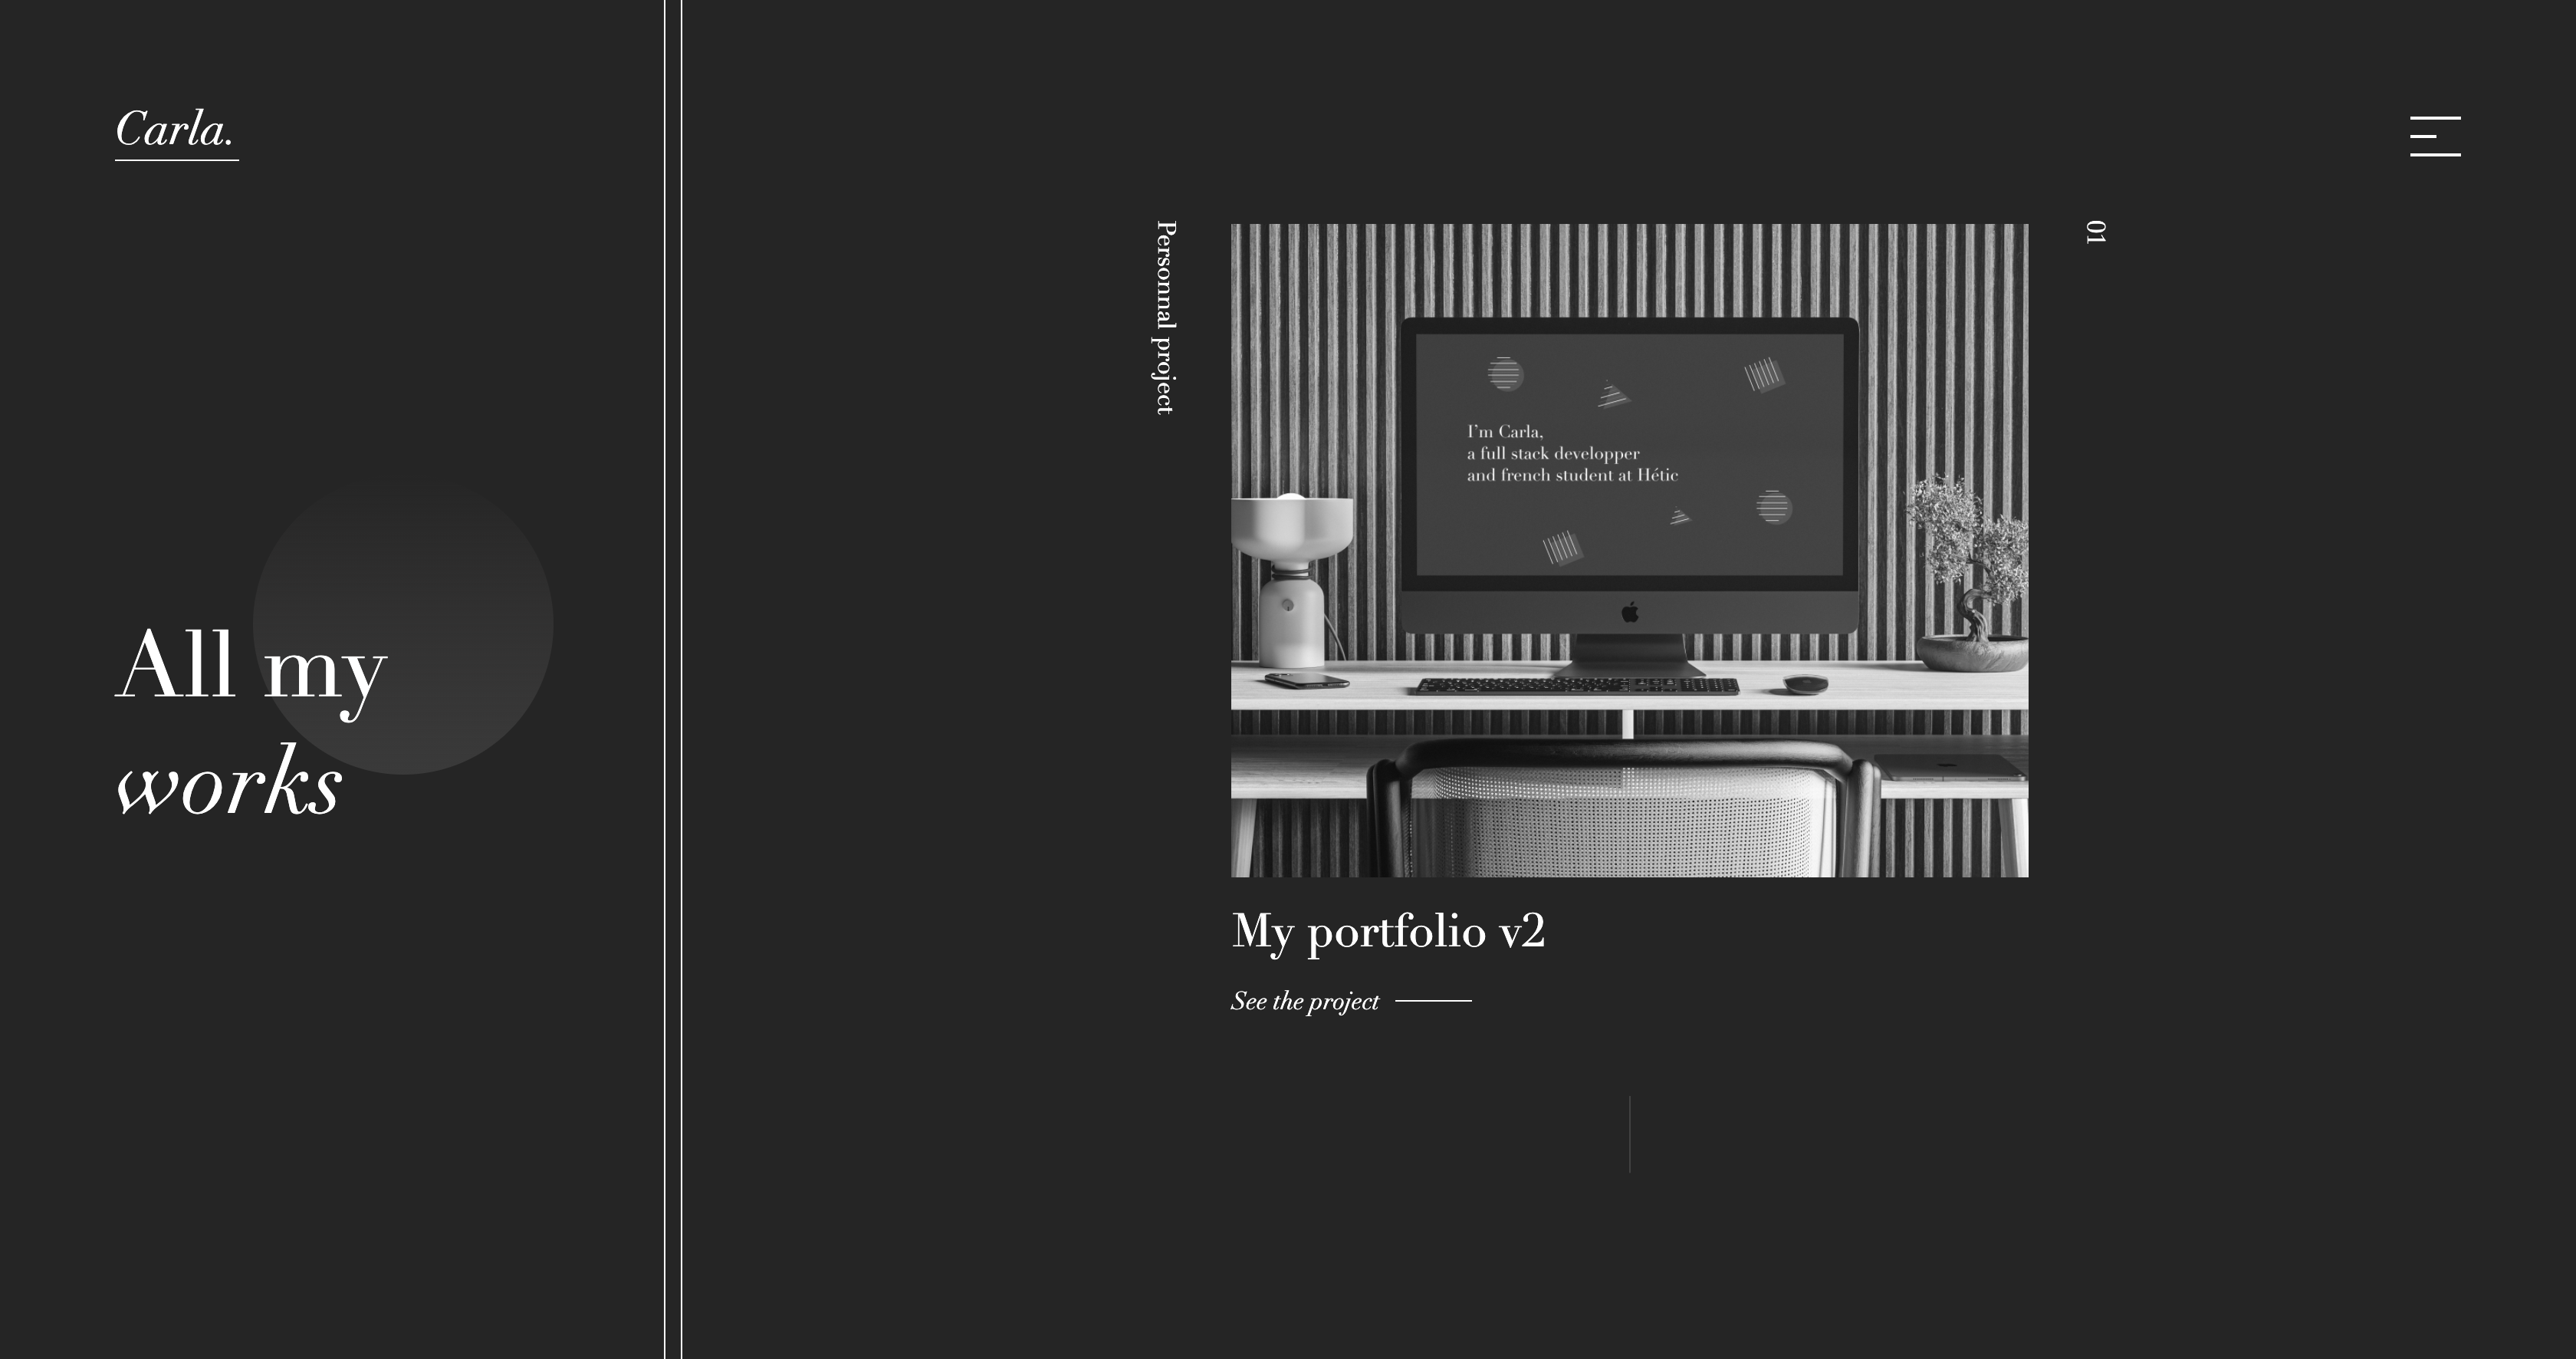 Carla.
All my
works
Personnal project
01
I'm Carla,
a full stack developper
and french student at Hétic
My portfolio v2
See the project